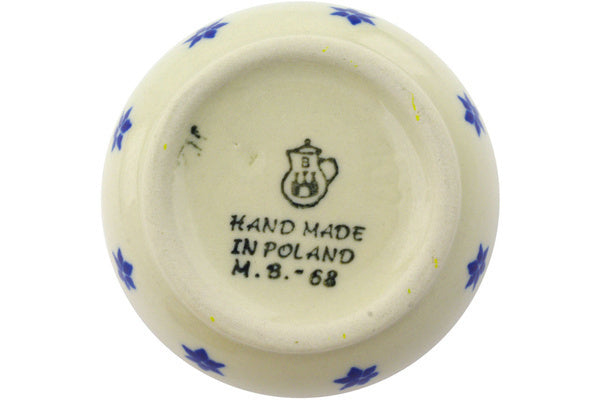 B
HAND MADE
IN POLAND
M.B.-68